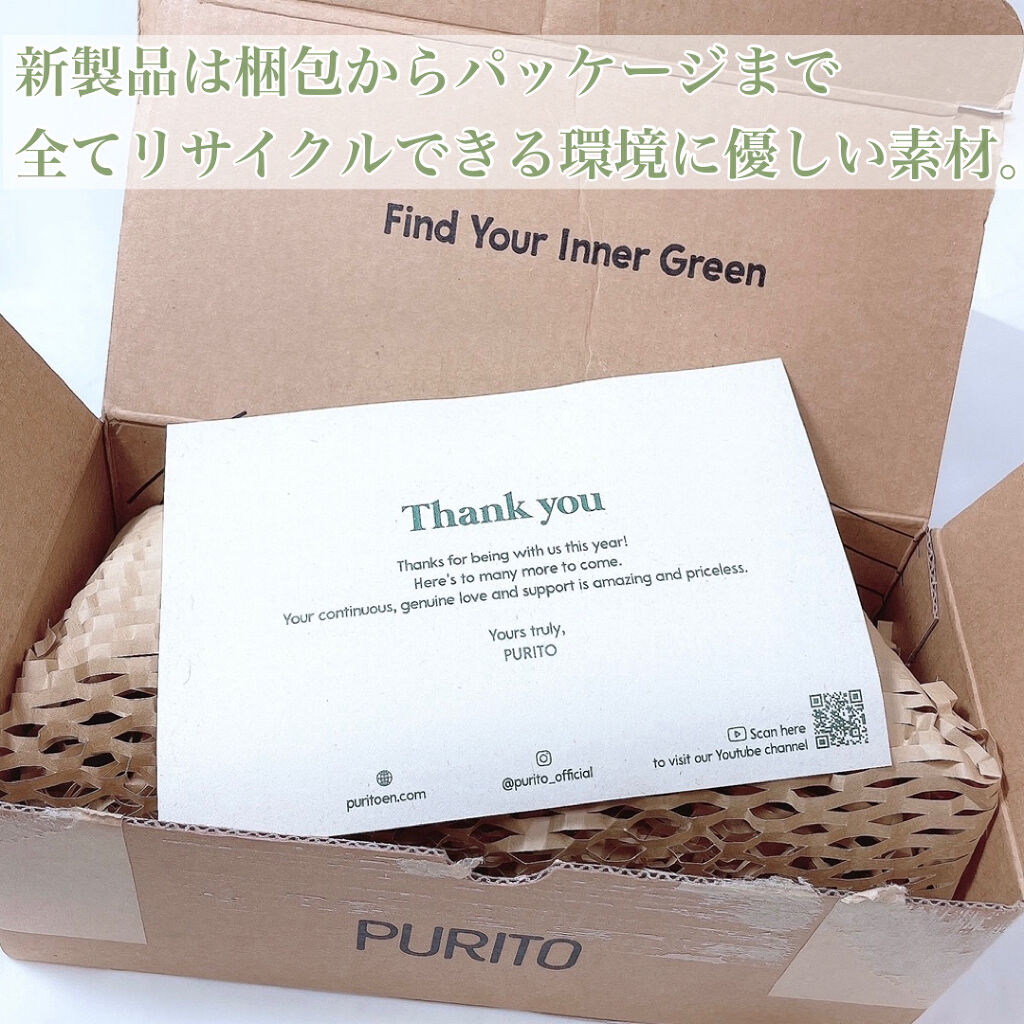 新製品は梱包からパッケージまで
全てリサイクルできる環境に優しい素材。
Find Your Inner Green
Thank you
Thanks for being with us this year!
Here's to many more to come.
Your continuous, genuine love and support is amazing and priceless.
Yours truly,
PURITO
puritoen.com
@purito_official
Scan here
to visit our Youtube channel
PURITO